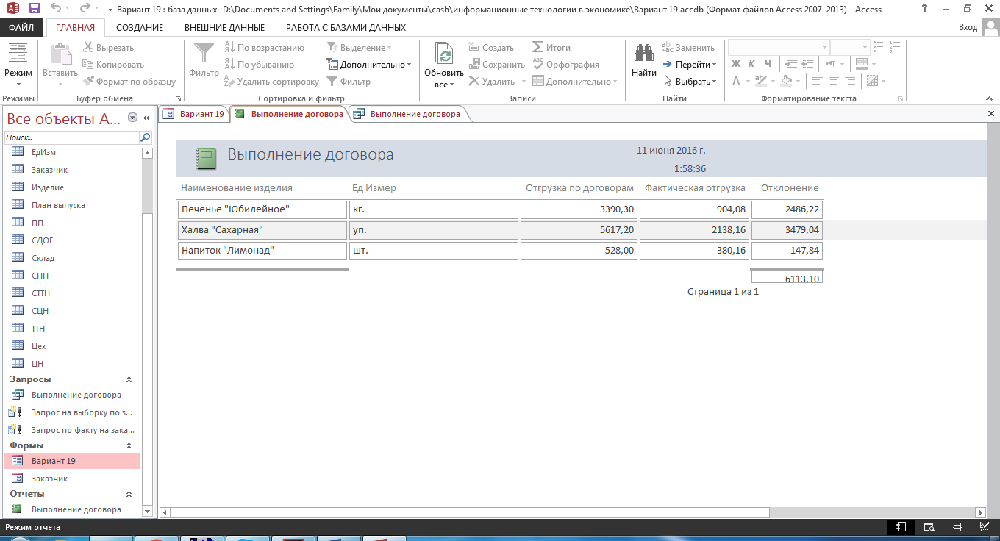 Вариант 19 : база данных- D:\Documents and Settings\Family\Мои документы\cash\информационные технологии в экономике\Вариант 19.accdb (Формат файлов Access 2007–2013) - Access
ФАЙЛ ГЛАВНАЯ СОЗДАНИЕ ВНЕШНИЕ ДАННЫЕ РАБОТА С БАЗАМИ ДАННЫХ Вход
Режим
Режимы
Вставить
Вырезать
Копировать
Формат по образцу
Буфер обмена
Фильтр
По возрастанию
По убыванию
Удалить сортировку
Выделение
Дополнительно
Фильтр
Сортировка и фильтр
Обновить
все
Создать
Сохранить
Удалить
Итоги
Орфография
Дополнительно
Записи
Найти
Заменить
Перейти
Выбрать
Найти
Ж К Ч
А
Форматирование текста
Все объекты A...
Поиск...
ЕдИзм
Заказчик
Изделие
План выпуска
ПП
СДОГ
Склад
СПП
СТТН
СЦН
ТТН
Цех
ЦН
Запросы
Выполнение договора
Запрос на выборку по з...
Запрос по факту на зака...
Формы
Вариант 19
Заказчик
Отчеты
Выполнение договора
Вариант 19 Выполнение договора Выполнение договора
Выполнение договора
11 июня 2016 г.
1:58:36
Наименование изделия Ед Измер Отгрузка по договорам Фактическая отгрузка Отклонение
Печенье "Юбилейное" кг. 3390,30 904,08 2486,22
Халва "Сахарная" уп. 5617,20 2138,16 3479,04
Напиток "Лимонад" шт. 528,00 380,16 147,84
6113,10
Страница 1 из 1
Режим отчета